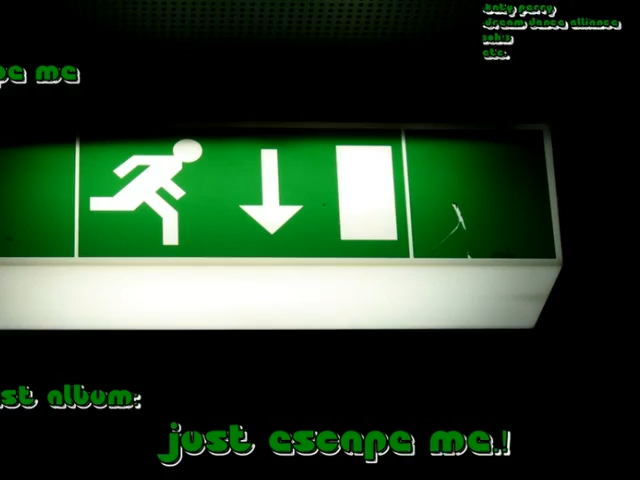 katy perry
dream dance alliance
sak's
etc.
pe me
st album:
just escape me.!